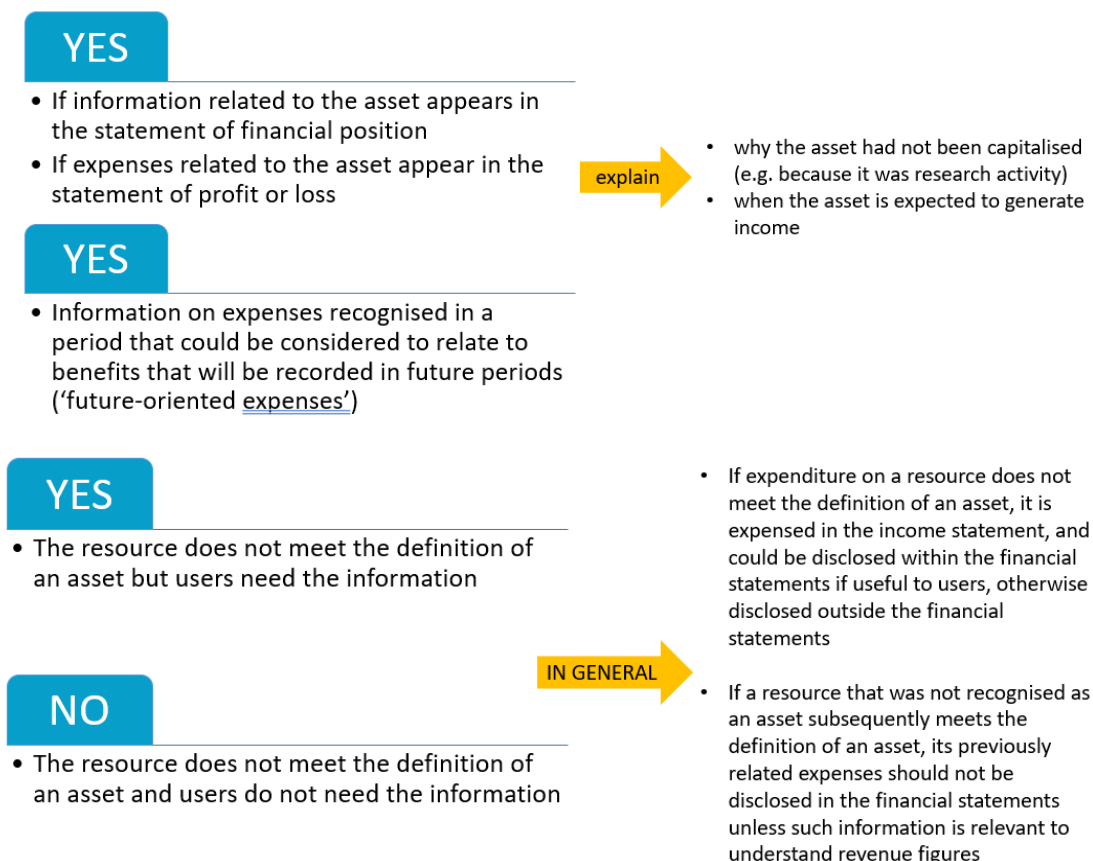 YES
• If information related to the asset appears in
the statement of financial position
• If expenses related to the asset appear in the
statement of profit or loss
explain
• why the asset had not been capitalised
(e.g. because it was research activity)
• when the asset is expected to generate
income
YES
• Information on expenses recognised in a
period that could be considered to relate to
benefits that will be recorded in future periods
(‘future-oriented expenses’)
YES
• The resource does not meet the definition of
an asset but users need the information
NO
• The resource does not meet the definition of
an asset and users do not need the information
IN GENERAL
• If expenditure on a resource does not
meet the definition of an asset, it is
expensed in the income statement, and
could be disclosed within the financial
statements if useful to users, otherwise
disclosed outside the financial
statements
• If a resource that was not recognised as
an asset subsequently meets the
definition of an asset, its previously
related expenses should not be
disclosed in the financial statements
unless such information is relevant to
understand revenue figures